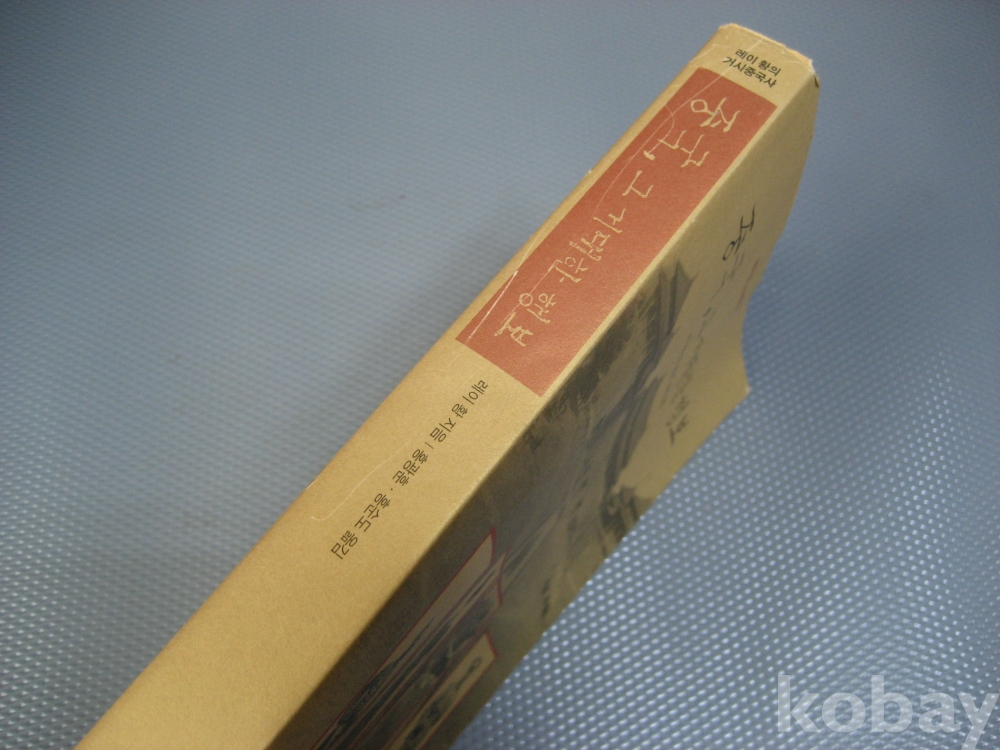 레이 황의
거시중국사
중국, 그 거대한 행보
레이 황 지음 / 홍광훈 · 홍순도 옮김
kobay